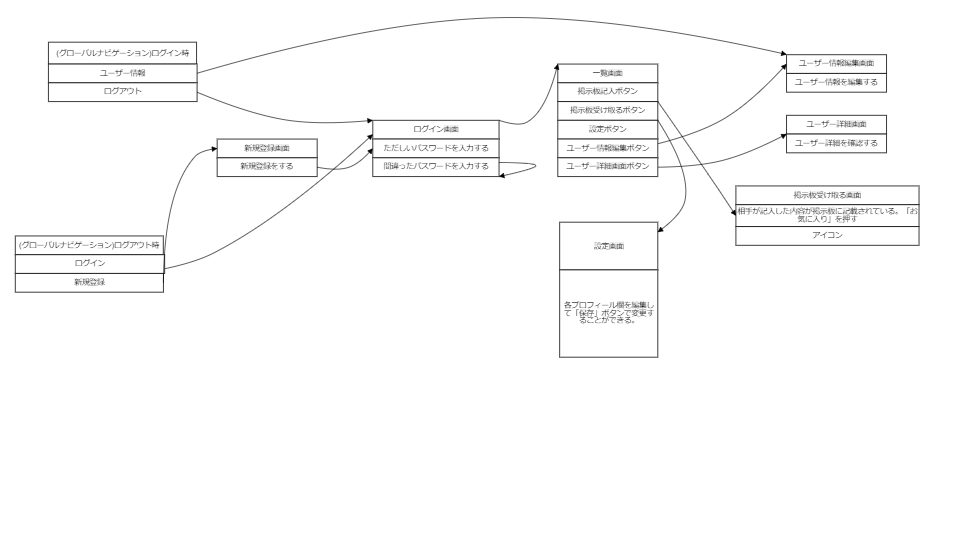 (グローバルナビゲーション)ログイン時
ユーザー情報
ログアウト
新規登録画面
新規登録をする
(グローバルナビゲーション)ログアウト時
ログイン
新規登録
ログイン画面
ただしいパスワードを入力する
間違ったパスワードを入力する
一覧画面
掲示板記入ボタン
掲示板受け取るボタン
設定ボタン
ユーザー情報編集ボタン
ユーザー詳細画面ボタン
設定画面
各プロフィール欄を編集し
て「保存」ボタンで変更す
ることができる。
ユーザー情報編集画面
ユーザー情報を編集する
ユーザー詳細画面
ユーザー詳細を確認する
掲示板受け取る画面
相手が記入した内容が掲示板に記載されている。「お
気に入り」を押す
アイコン